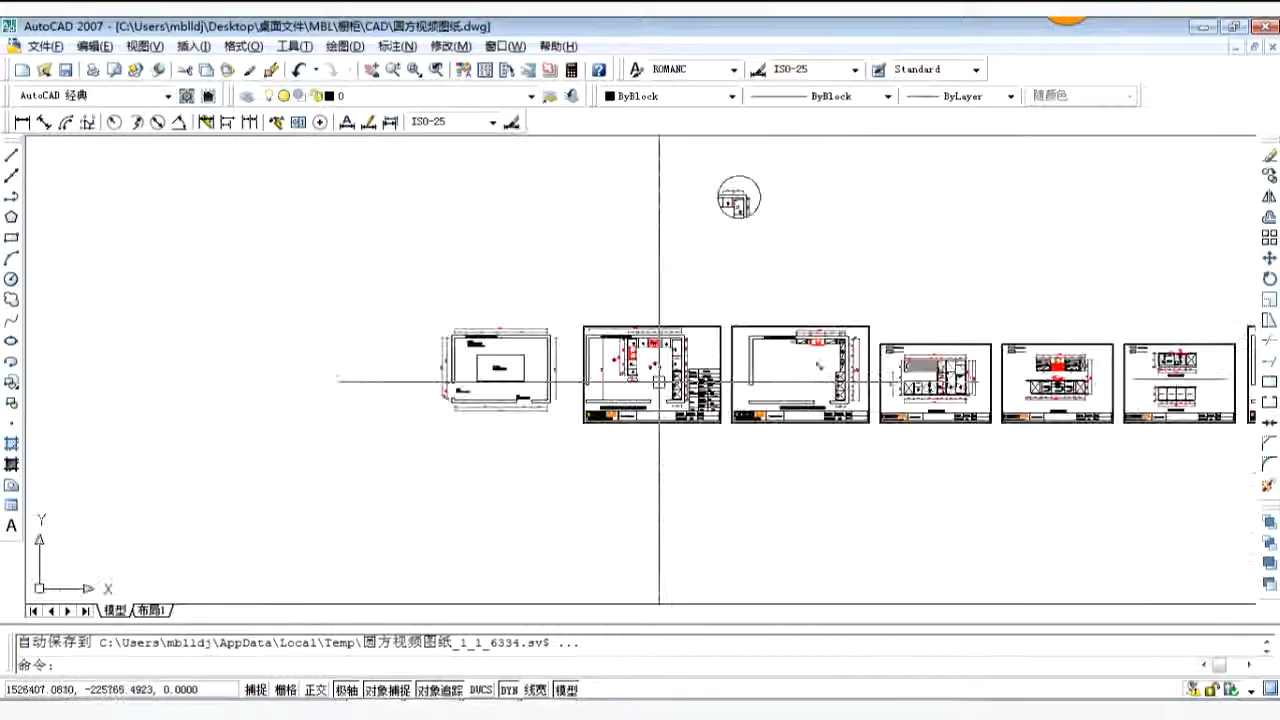 AutoCAD 2007 - [C:\Users\mblldj\Desktop\桌面文件\MBL\橱柜\CAD\圆方视频图纸.dwg]
文件(F) 编辑(E) 视图(V) 插入(I) 格式(O) 工具(T) 绘图(D) 标注(N) 修改(M) 窗口(W) 帮助(H)
ROMANC ISO-25 Standard
AutoCAD 经典 0 ByBlock ByBlock ByLayer 随颜色
ISO-25
A
Y
X
模型 布局1
自动保存到 C:\Users\mblldj\AppData\Local\Temp\圆方视频图纸_1_1_6334.sv$ ...
命令:
1526407.0830, -225765.4923, 0.0000 捕捉 栅格 正交 极轴 对象捕捉 对象追踪 DUCS DYN 线宽 模型